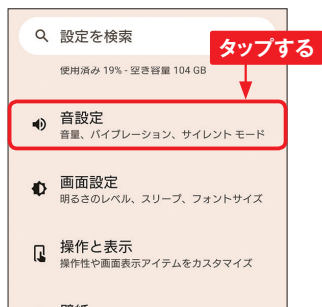 設定を検索
タップする
使用済み 19% - 空き容量 104 GB
音設定
音量、バイブレーション、サイレント モード
画面設定
明るさのレベル、スリープ、フォントサイズ
操作と表示
操作性や画面表示アイテムをカスタマイズ